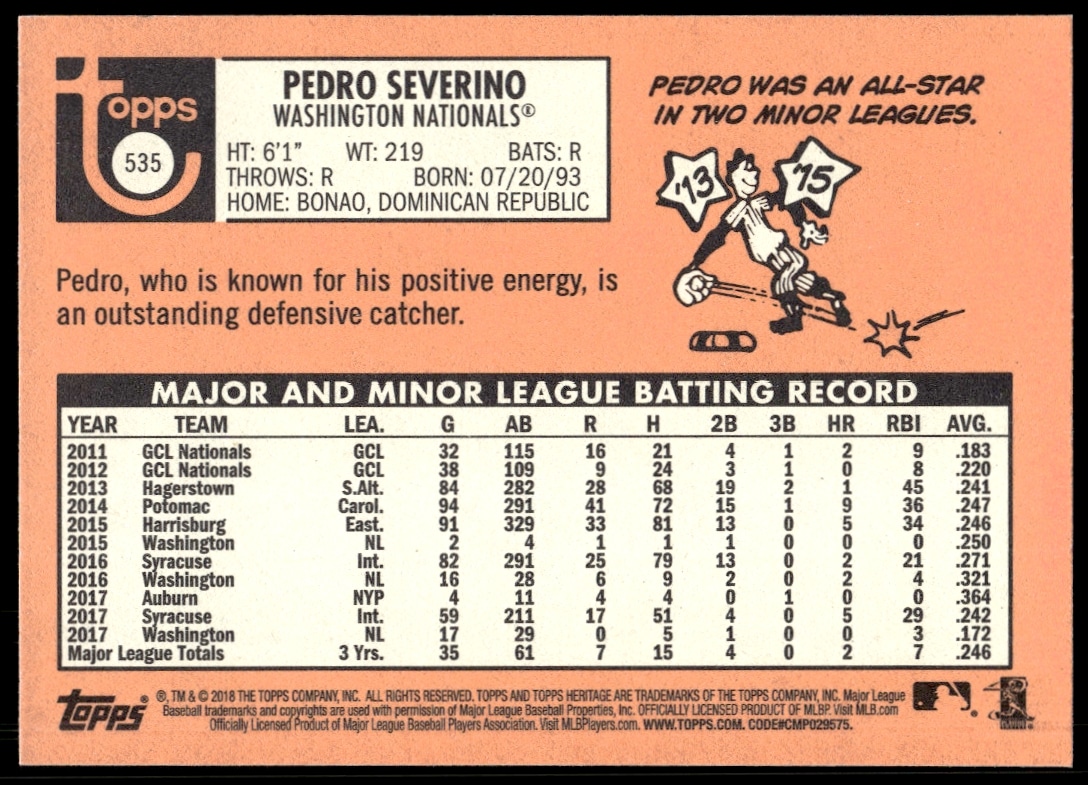 topps
535
PEDRO SEVERINO
WASHINGTON NATIONALS®
HT: 6'1" WT: 219 BATS: R
THROWS: R BORN: 07/20/93
HOME: BONAO, DOMINICAN REPUBLIC
PEDRO WAS AN ALL-STAR
IN TWO MINOR LEAGUES.
'13 '15
Pedro, who is known for his positive energy, is
an outstanding defensive catcher.
MAJOR AND MINOR LEAGUE BATTING RECORD
YEAR TEAM LEA. G AB R H 2B 3B HR RBI AVG.
2011 GCL Nationals GCL 32 115 16 21 4 1 2 9 .183
2012 GCL Nationals GCL 38 109 9 24 3 1 0 8 .220
2013 Hagerstown S.Alt. 84 282 28 68 19 2 1 45 .241
2014 Potomac Carol. 94 291 41 72 15 1 9 36 .247
2015 Harrisburg East. 91 329 33 81 13 0 5 34 .246
2015 Washington NL 2 4 1 1 1 0 0 0 .250
2016 Syracuse Int. 82 291 25 79 13 0 2 21 .271
2016 Washington NL 16 28 6 9 2 0 2 4 .321
2017 Auburn NYP 4 11 4 4 0 1 0 0 .364
2017 Syracuse Int. 59 211 17 51 4 0 5 29 .242
2017 Washington NL 17 29 0 5 1 0 0 3 .172
Major League Totals 3 Yrs. 35 61 7 15 4 0 2 7 .246
topps®
®, TM & © 2018 THE TOPPS COMPANY, INC. ALL RIGHTS RESERVED. TOPPS AND TOPPS HERITAGE ARE TRADEMARKS OF THE TOPPS COMPANY, INC. Major League
Baseball trademarks and copyrights are used with permission of Major League Baseball Properties, Inc. OFFICIALLY LICENSED PRODUCT OF MLBP. Visit MLB.com
Officially Licensed Product of Major League Baseball Players Association. Visit MLBPlayers.com. WWW.TOPPS.COM. CODE#CMP029575.